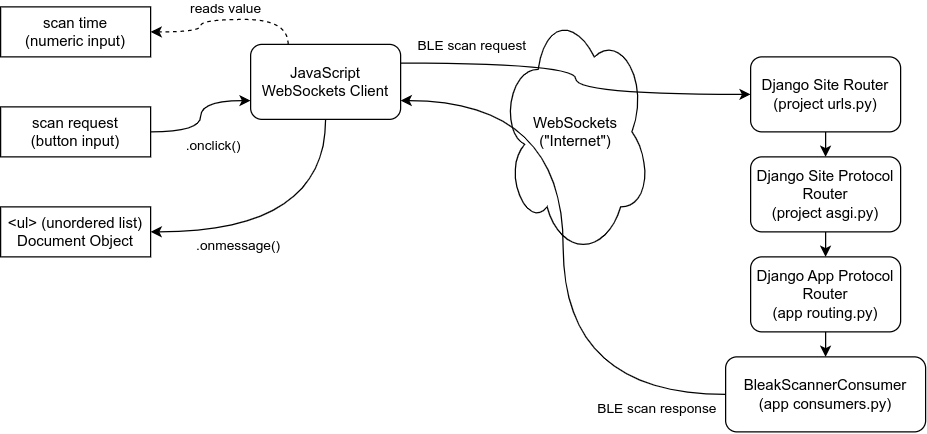 reads value
scan time
(numeric input)
JavaScript
WebSockets Client
BLE scan request
Django Site Router
(project urls.py)
scan request
(button input)
.onclick()
WebSockets
("Internet")
Django Site Protocol
Router
(project asgi.py)
<ul> (unordered list)
Document Object
.onmessage()
Django App Protocol
Router
(app routing.py)
BleakScannerConsumer
(app consumers.py)
BLE scan response